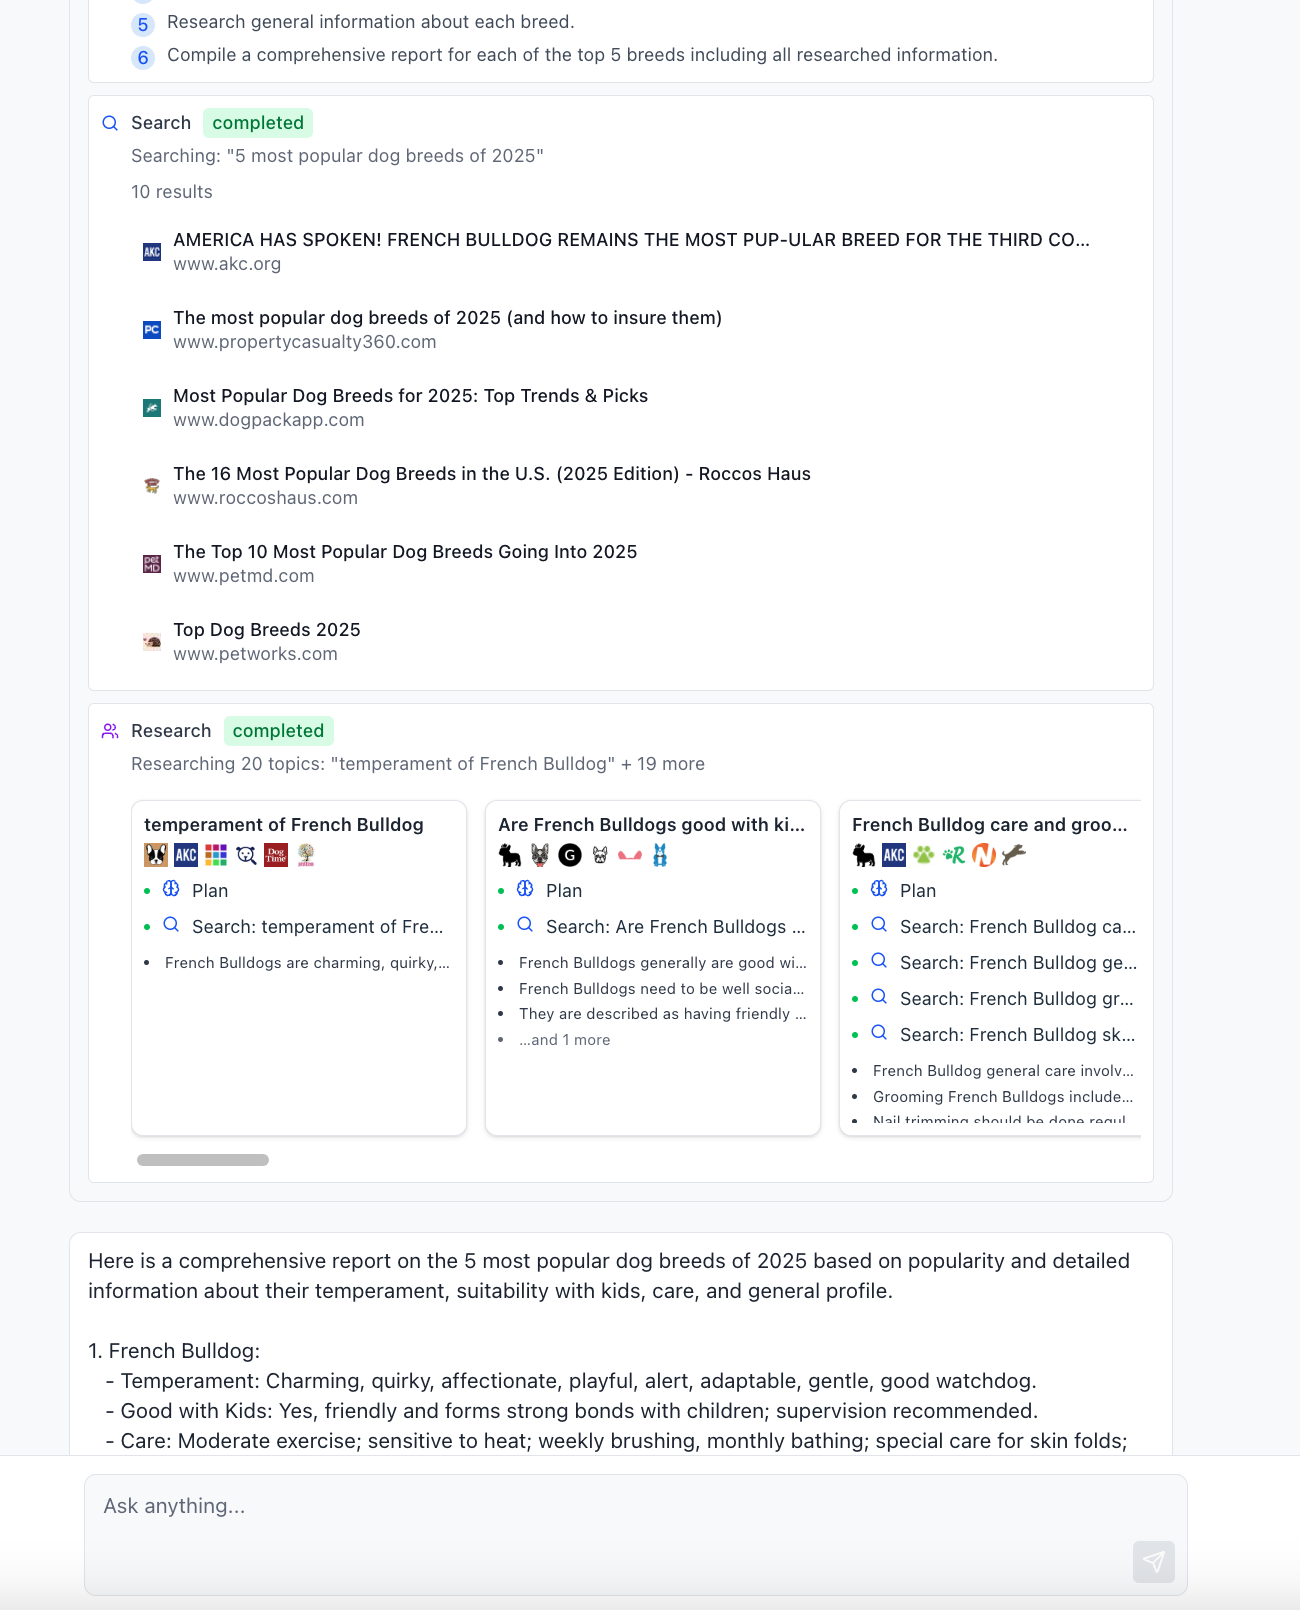 5 Research general information about each breed.
6 Compile a comprehensive report for each of the top 5 breeds including all researched information.
Search completed
Searching: "5 most popular dog breeds of 2025"
10 results
AKC AMERICA HAS SPOKEN! FRENCH BULLDOG REMAINS THE MOST PUP-ULAR BREED FOR THE THIRD CO...
www.akc.org
PC The most popular dog breeds of 2025 (and how to insure them)
www.propertycasualty360.com
Most Popular Dog Breeds for 2025: Top Trends & Picks
www.dogpackapp.com
The 16 Most Popular Dog Breeds in the U.S. (2025 Edition) - Roccos Haus
www.roccoshaus.com
pet MD The Top 10 Most Popular Dog Breeds Going Into 2025
www.petmd.com
Top Dog Breeds 2025
www.petworks.com
Research completed
Researching 20 topics: "temperament of French Bulldog" + 19 more
temperament of French Bulldog
AKC Dog Time
Plan
Search: temperament of Fre...
French Bulldogs are charming, quirky,...
Are French Bulldogs good with ki...
G
Plan
Search: Are French Bulldogs ...
French Bulldogs generally are good wi...
French Bulldogs need to be well socia...
They are described as having friendly ...
...and 1 more
French Bulldog care and groo...
AKC R N
Plan
Search: French Bulldog ca...
Search: French Bulldog ge...
Search: French Bulldog gr...
Search: French Bulldog sk...
French Bulldog general care involv...
Grooming French Bulldogs include...
Nail trimming should be done regul...
Here is a comprehensive report on the 5 most popular dog breeds of 2025 based on popularity and detailed
information about their temperament, suitability with kids, care, and general profile.
1. French Bulldog:
- Temperament: Charming, quirky, affectionate, playful, alert, adaptable, gentle, good watchdog.
- Good with Kids: Yes, friendly and forms strong bonds with children; supervision recommended.
- Care: Moderate exercise; sensitive to heat; weekly brushing, monthly bathing; special care for skin folds;
Ask anything...